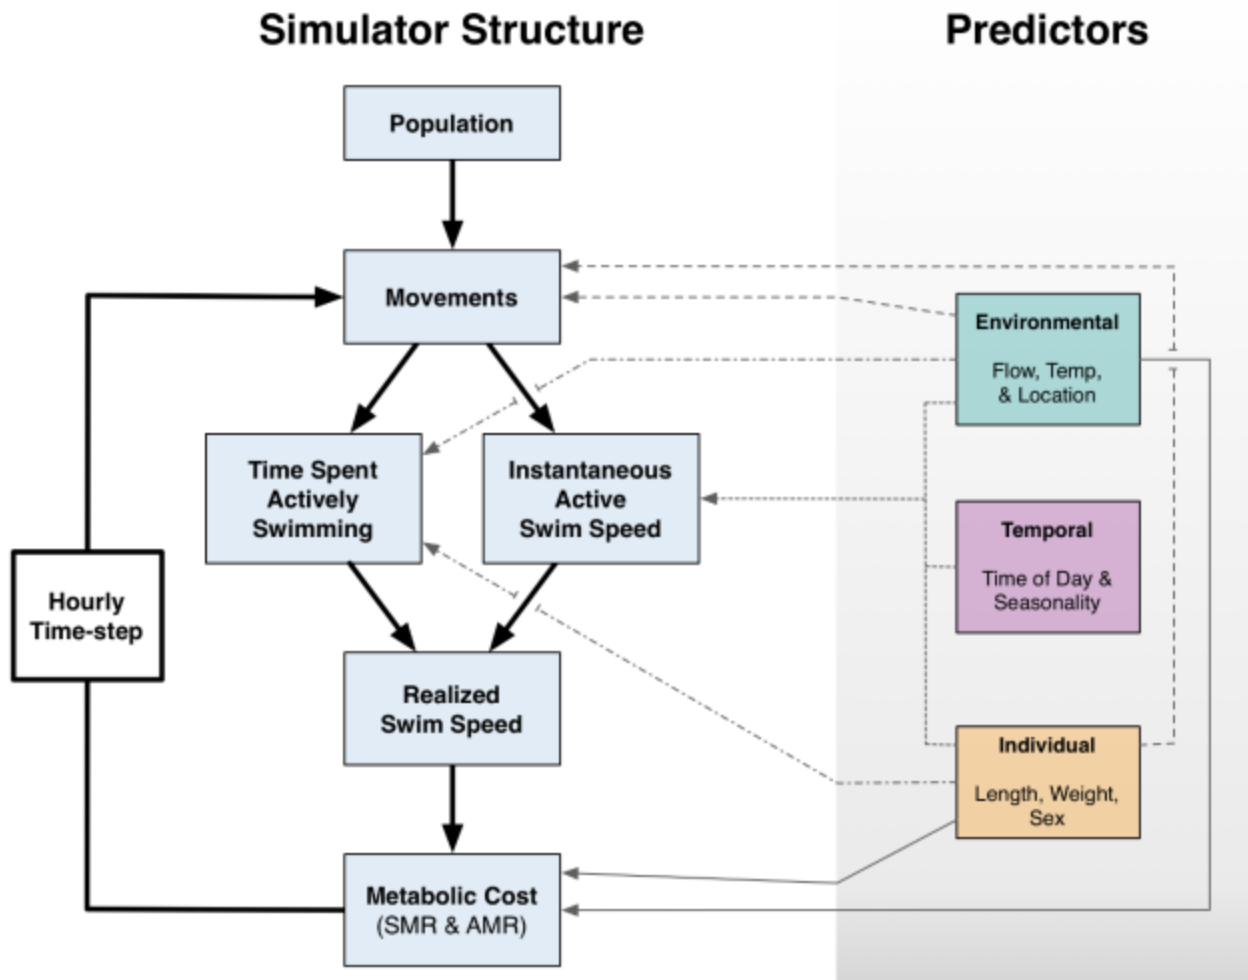 Simulator Structure
Predictors
Population
Movements
Environmental
Flow, Temp,
& Location
Time Spent
Actively
Swimming
Instantaneous
Active
Swim Speed
Temporal
Time of Day &
Seasonality
Hourly
Time-step
Realized
Swim Speed
Individual
Length, Weight,
Sex
Metabolic Cost
(SMR & AMR)